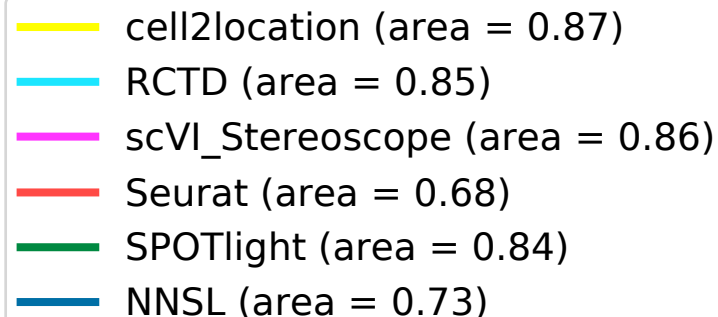 cell2location (area = 0.87)
RCTD (area = 0.85)
scVI_Stereoscope (area = 0.86)
Seurat (area = 0.68)
SPOTlight (area = 0.84)
NNSL (area = 0.73)